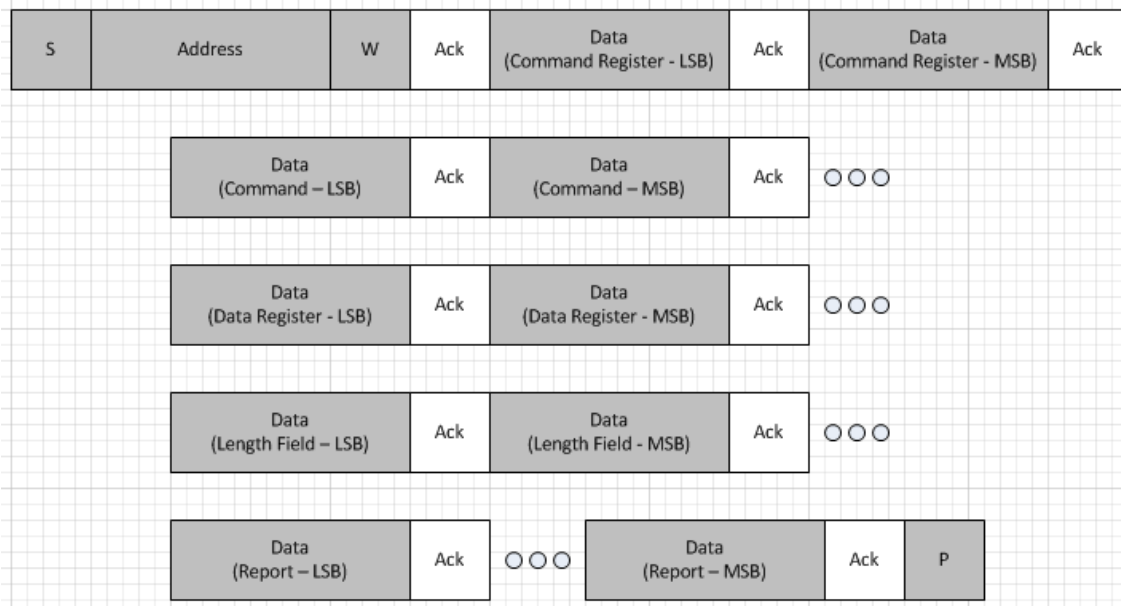 S Address W Ack Data Ack Data Ack
(Command Register - LSB) (Command Register - MSB)
Data Ack Data Ack
(Command – LSB) (Command – MSB)
Data Ack Data Ack
(Data Register - LSB) (Data Register - MSB)
Data Ack Data Ack
(Length Field – LSB) (Length Field - MSB)
Data Ack Data Ack P
(Report – LSB) (Report – MSB)